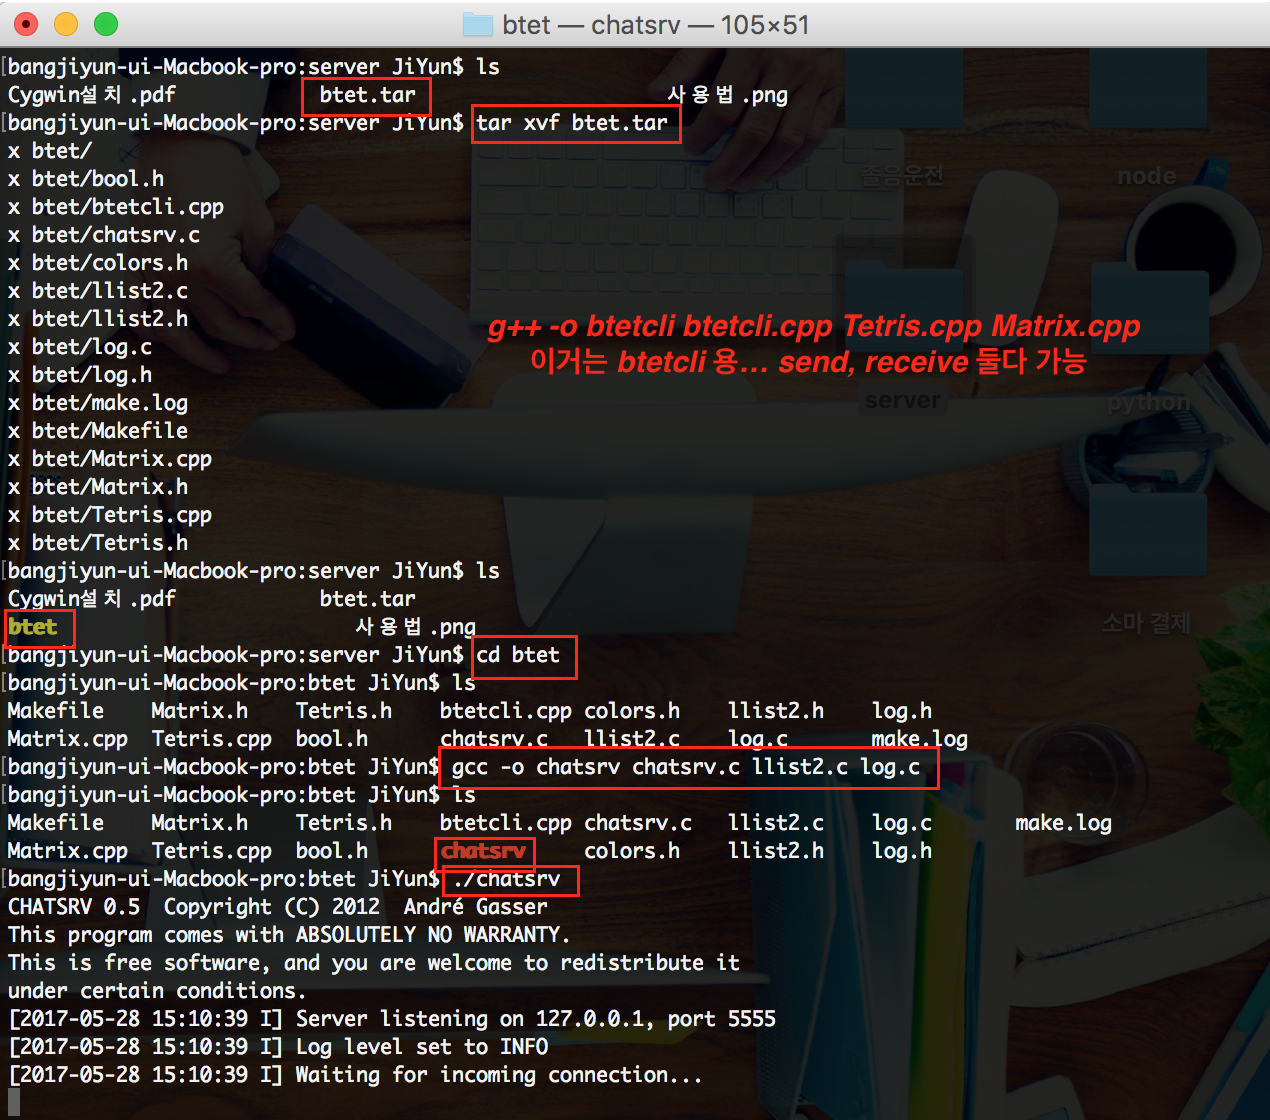 btet — chatsrv — 105×51
[bangjiyun-ui-Macbook-pro:server JiYun$ ls
Cygwin설치.pdf btet.tar 사용법.png
[bangjiyun-ui-Macbook-pro:server JiYun$ tar xvf btet.tar
x btet/
x btet/bool.h
x btet/btetcli.cpp
x btet/chatsrv.c
x btet/colors.h
x btet/llist2.c
x btet/llist2.h
x btet/log.c
x btet/log.h
x btet/make.log
x btet/Makefile
x btet/Matrix.cpp
x btet/Matrix.h
x btet/Tetris.cpp
x btet/Tetris.h
졸음운전 node
g++ -o btetcli btetcli.cpp Tetris.cpp Matrix.cpp
이거는 btetcli 용... send, receive 둘다 가능
server python
소마 결제
[bangjiyun-ui-Macbook-pro:server JiYun$ ls
Cygwin설치.pdf btet.tar
btet 사용법.png
[bangjiyun-ui-Macbook-pro:server JiYun$ cd btet
[bangjiyun-ui-Macbook-pro:btet JiYun$ ls
Makefile Matrix.h Tetris.h btetcli.cpp colors.h llist2.h log.h
Matrix.cpp Tetris.cpp bool.h chatsrv.c llist2.c log.c make.log
[bangjiyun-ui-Macbook-pro:btet JiYun$ gcc -o chatsrv chatsrv.c llist2.c log.c
[bangjiyun-ui-Macbook-pro:btet JiYun$ ls
Makefile Matrix.h Tetris.h btetcli.cpp chatsrv.c llist2.c log.c make.log
Matrix.cpp Tetris.cpp bool.h chatsrv colors.h llist2.h log.h
[bangjiyun-ui-Macbook-pro:btet JiYun$ ./chatsrv
CHATSRV 0.5 Copyright (C) 2012 André Gasser
This program comes with ABSOLUTELY NO WARRANTY.
This is free software, and you are welcome to redistribute it
under certain conditions.
[2017-05-28 15:10:39 I] Server listening on 127.0.0.1, port 5555
[2017-05-28 15:10:39 I] Log level set to INFO
[2017-05-28 15:10:39 I] Waiting for incoming connection...